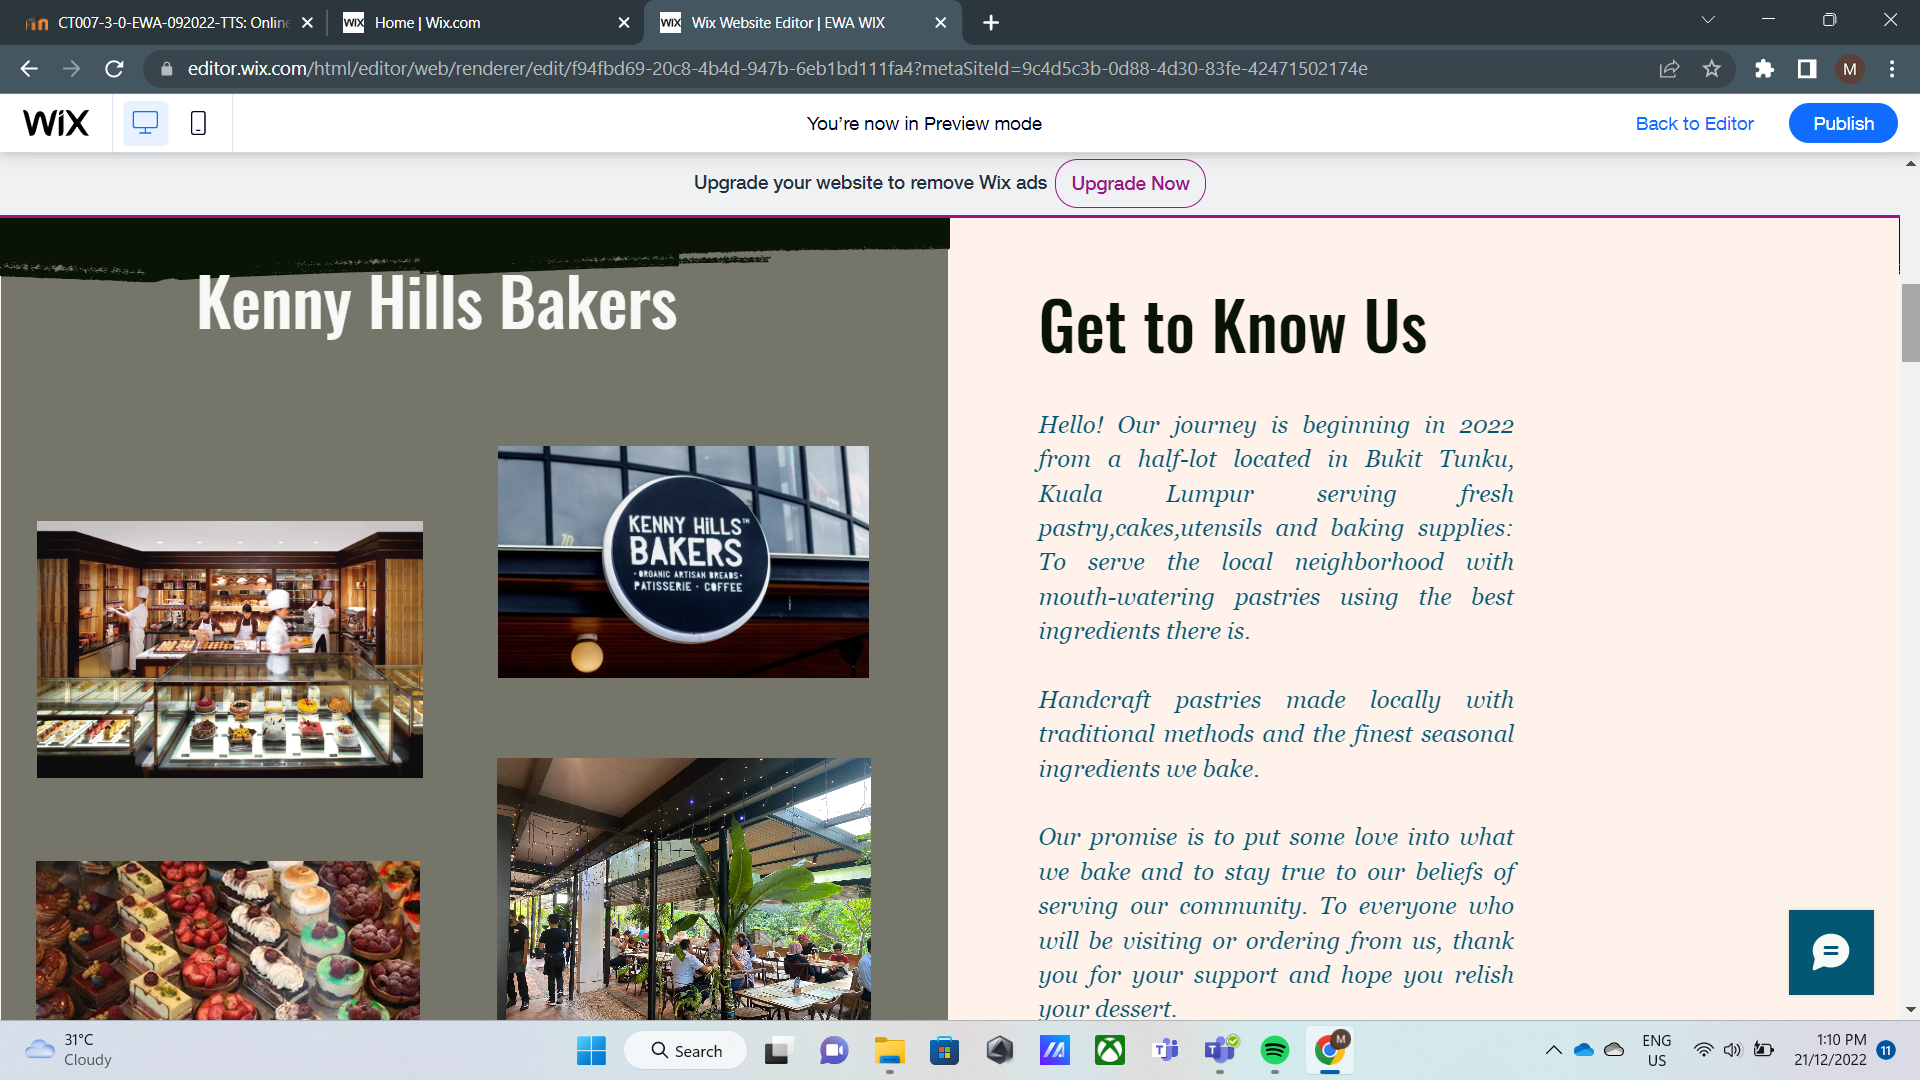 CT007-3-0-EWA-092022-TTS: Online
Home | Wix.com
Wix Website Editor | EWA WIX
editor.wix.com/html/editor/web/renderer/edit/f94fbd69-20c8-4b4d-947b-6eb1bd111fa4?metaSiteId=9c4d5c3b-0d88-4d30-83fe-42471502174e
M
WiX
You're now in Preview mode
Back to Editor
Publish
Upgrade your website to remove Wix ads
Upgrade Now
Kenny Hills Bakers
KENNY HiLLS™
BAKERS
• ORGANIC ARTISAN BREADS •
PATISSERIE • COFFEE
10
Get to Know Us
Hello! Our journey is beginning in 2022
from a half-lot located in Bukit Tunku,
Kuala Lumpur serving fresh
pastry,cakes,utensils and baking supplies:
To serve the local neighborhood with
mouth-watering pastries using the best
ingredients there is.
Handcraft pastries made locally with
traditional methods and the finest seasonal
ingredients we bake.
Our promise is to put some love into what
we bake and to stay true to our beliefs of
serving our community. To everyone who
will be visiting or ordering from us, thank
you for your support and hope you relish
your dessert.
31°C
Cloudy
Search
ENG
US
1:10 PM
21/12/2022
11